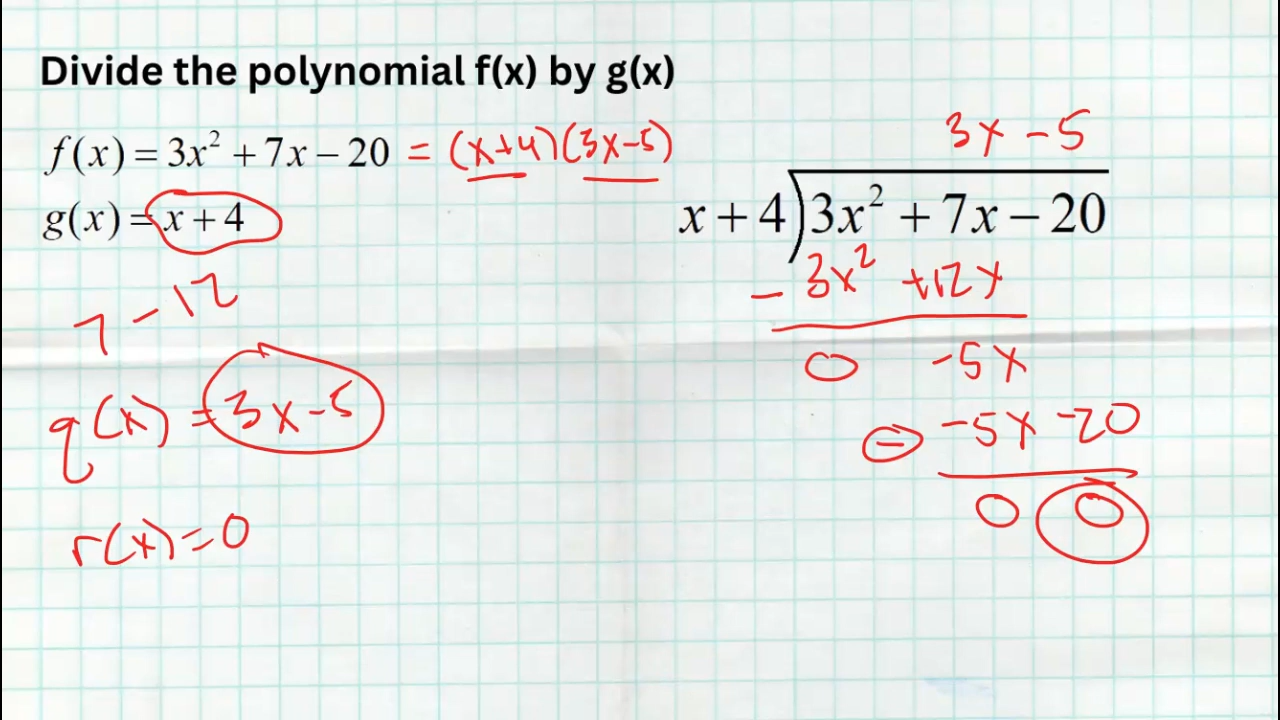 Divide the polynomial f(x) by g(x)
f(x) = 3x² + 7x − 20 = (x+4)(3x−5)
g(x) = x + 4
7 − 12
q(x) = 3x − 5
r(x) = 0
3x − 5
x + 4)3x² + 7x − 20
− 3x² + 12x
0 −5x
− −5x −20
0 0